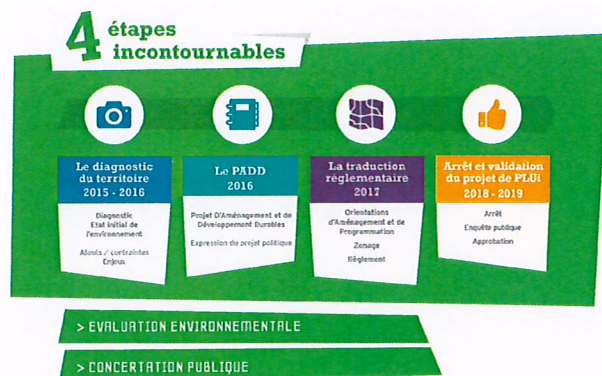 4 étapes
incontournables
Le diagnostic
du territoire
2015 - 2016
Diagnostic
Etat initial de
l'environnement
Atouts / contraintes
Enjeux
Le PADD
2016
Projet D'Aménagement et de
Développement Durables
Expression du projet politique
La traduction
règlementaire
2017
Orientations
d'Aménagement et de
Programmation
Zonage
Règlement
Arrêt et validation
du projet de PLUi
2018 - 2019
Arrêt
Enquête publique
Approbation
> EVALUATION ENVIRONNEMENTALE
> CONCERTATION PUBLIQUE